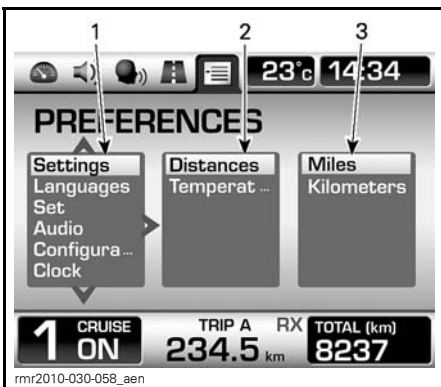 1 2 3
23°c 14:34
PREFERENCES
Settings Distances Miles
Languages Temperat ... Kilometers
Set
Audio
Configura ...
Clock
1 CRUISE ON TRIP A 234.5 km RX TOTAL (km) 8237
rmr2010-030-058_aen